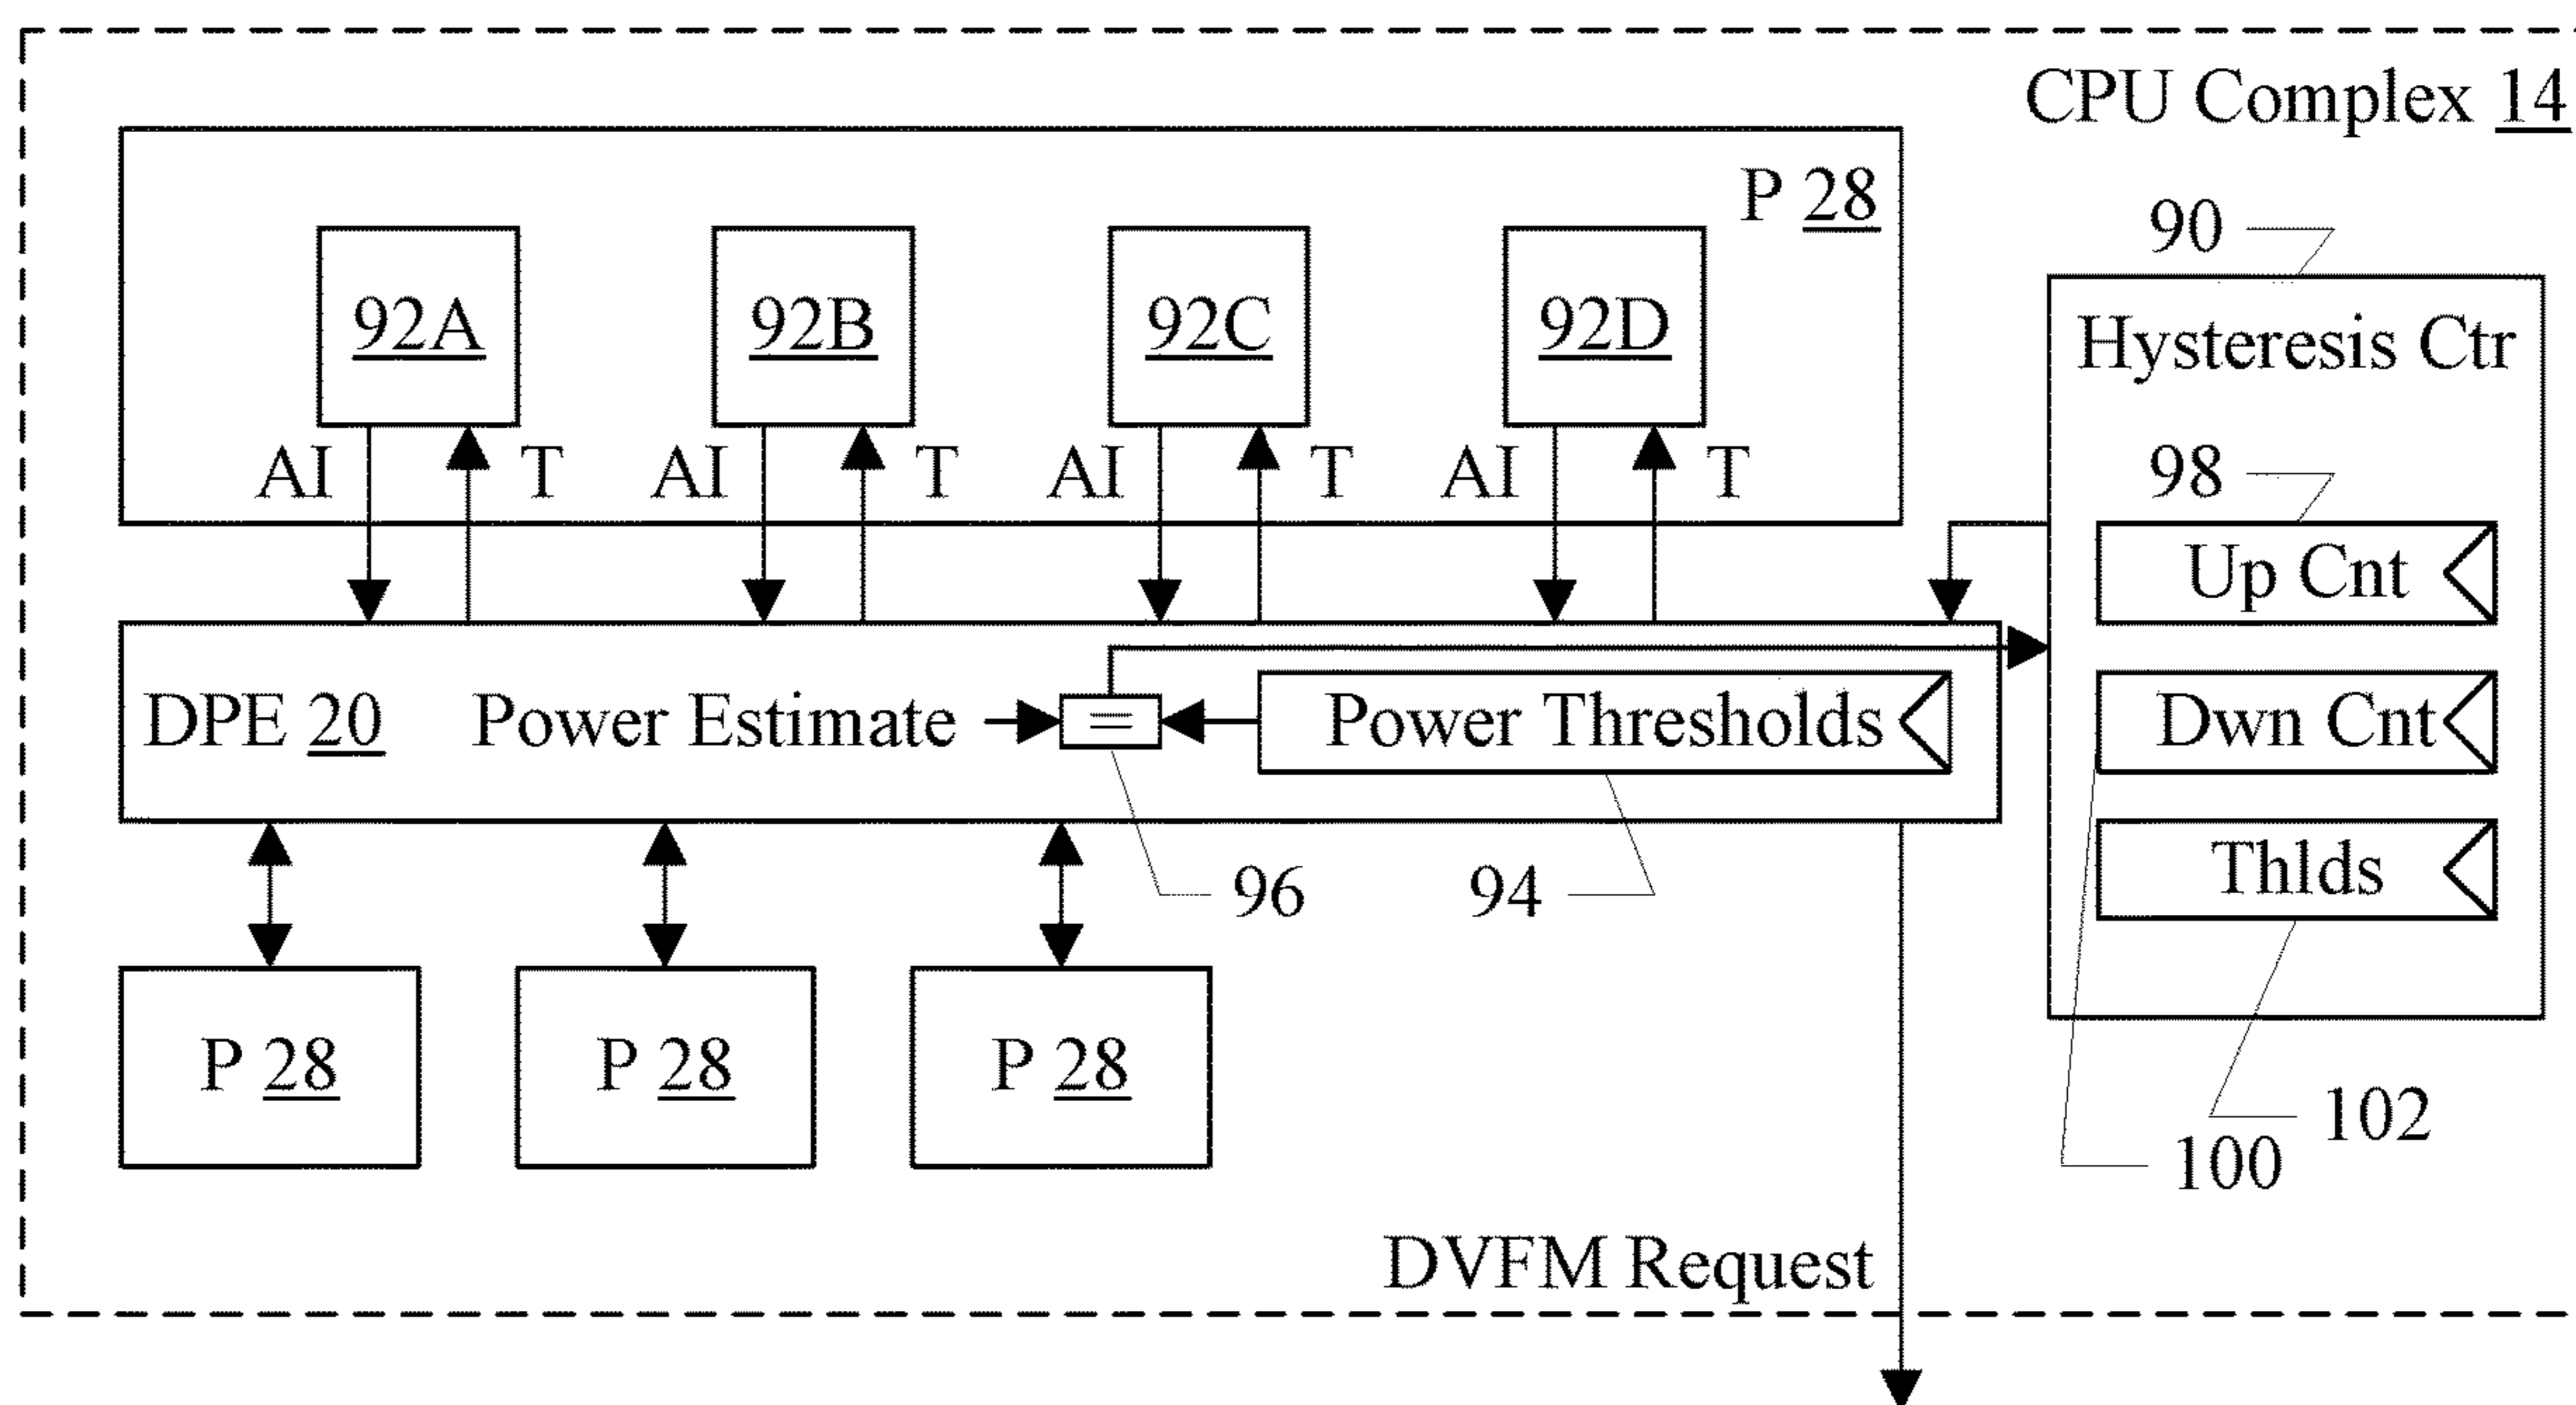 CPU Complex 14
P 28
90
92A
92B
92C
92D
Hysteresis Ctr
AI
T
AI
T
AI
T
AI
T
98
Up Cnt
DPE 20
Power Estimate
=
Power Thresholds
Dwn Cnt
96
94
Thlds
P 28
P 28
P 28
102
100
DVFM Request